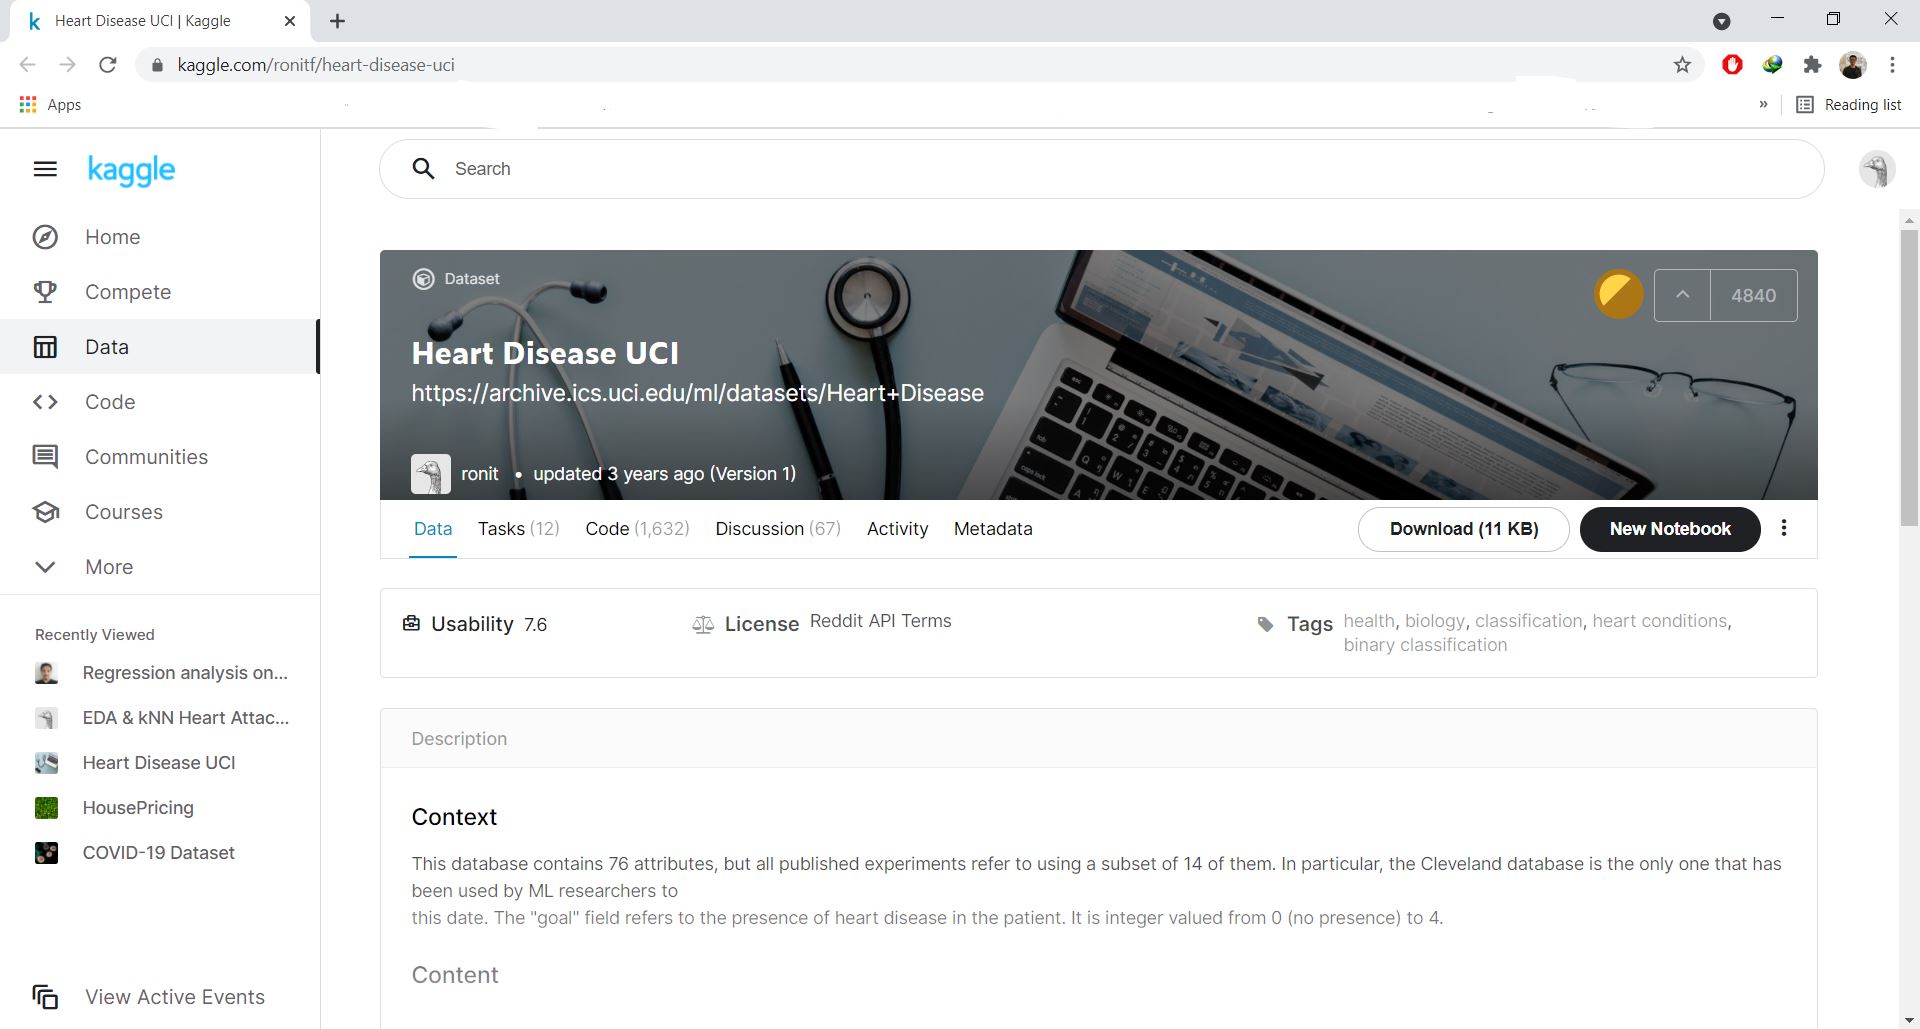 Heart Disease UCI | Kaggle
kaggle.com/ronitf/heart-disease-uci
Apps
» Reading list
kaggle
Search
Home
Compete
Data
Code
Communities
Courses
More
Recently Viewed
Regression analysis on...
EDA & kNN Heart Attac...
Heart Disease UCI
HousePricing
COVID-19 Dataset
View Active Events
Dataset
4840
Heart Disease UCI
https://archive.ics.uci.edu/ml/datasets/Heart+Disease
ronit • updated 3 years ago (Version 1)
Data Tasks (12) Code (1,632) Discussion (67) Activity Metadata Download (11 KB) New Notebook
Usability 7.6 License Reddit API Terms Tags health, biology, classification, heart conditions,
binary classification
Description
Context
This database contains 76 attributes, but all published experiments refer to using a subset of 14 of them. In particular, the Cleveland database is the only one that has
been used by ML researchers to
this date. The "goal" field refers to the presence of heart disease in the patient. It is integer valued from 0 (no presence) to 4.
Content